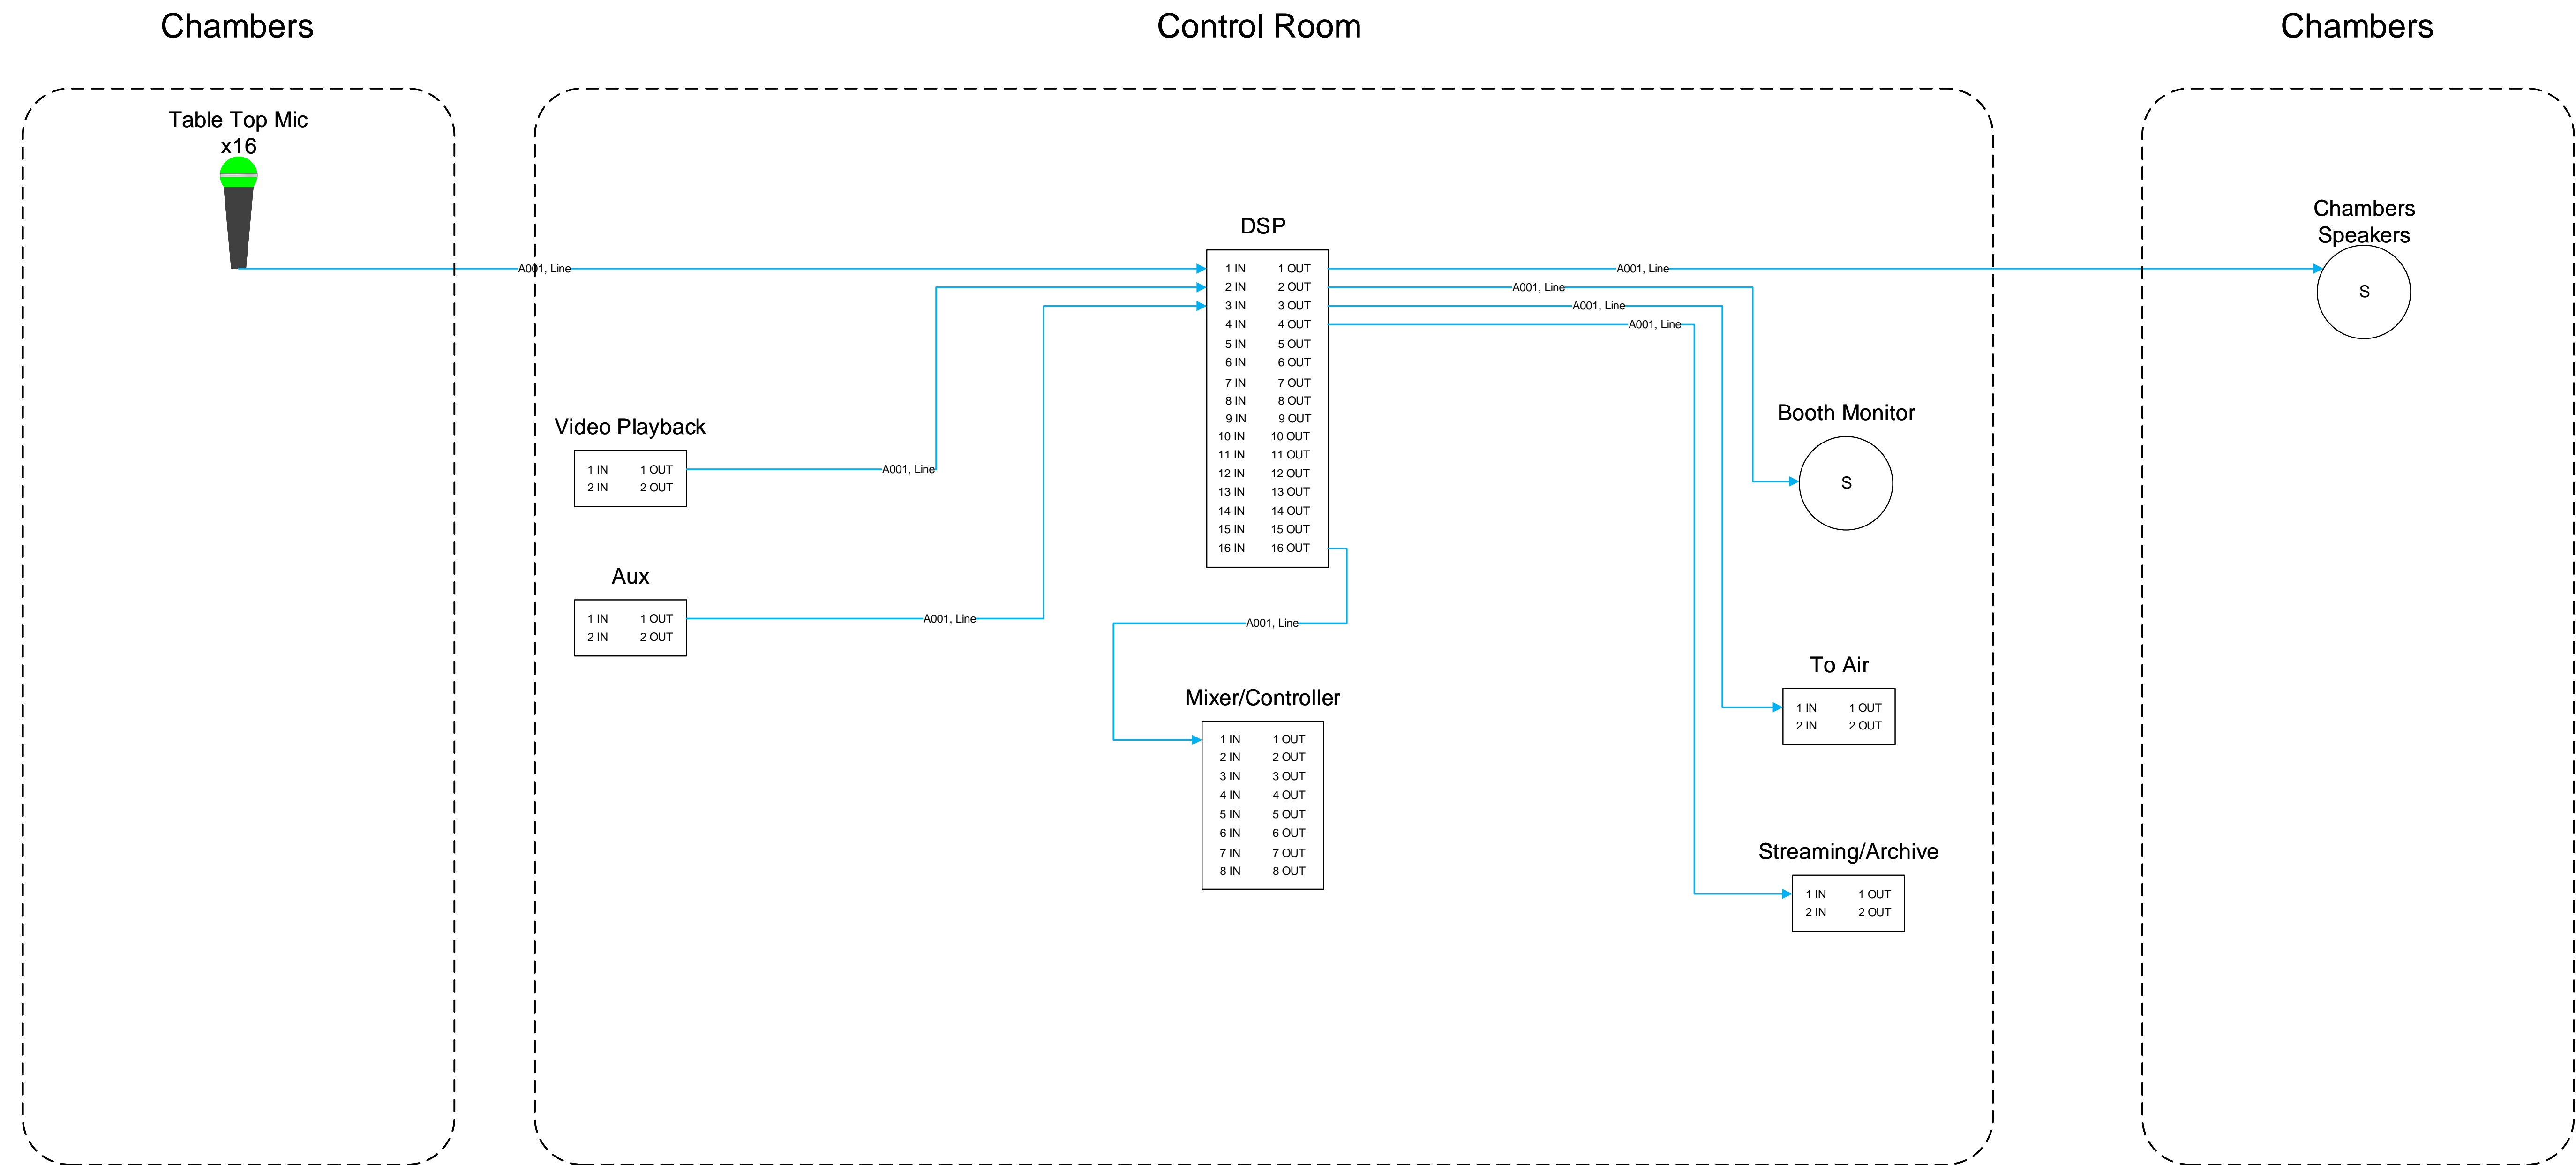 Chambers
Control Room
Chambers
Table Top Mic
x16
A001, Line
DSP
1 IN 1 OUT
2 IN 2 OUT
3 IN 3 OUT
4 IN 4 OUT
5 IN 5 OUT
6 IN 6 OUT
7 IN 7 OUT
8 IN 8 OUT
9 IN 9 OUT
10 IN 10 OUT
11 IN 11 OUT
12 IN 12 OUT
13 IN 13 OUT
14 IN 14 OUT
15 IN 15 OUT
16 IN 16 OUT
A001, Line
A001, Line
A001, Line
A001, Line
Chambers
Speakers
S
Video Playback
1 IN 1 OUT
2 IN 2 OUT
A001, Line
Booth Monitor
S
Aux
1 IN 1 OUT
2 IN 2 OUT
A001, Line
A001, Line
Mixer/Controller
1 IN 1 OUT
2 IN 2 OUT
3 IN 3 OUT
4 IN 4 OUT
5 IN 5 OUT
6 IN 6 OUT
7 IN 7 OUT
8 IN 8 OUT
To Air
1 IN 1 OUT
2 IN 2 OUT
Streaming/Archive
1 IN 1 OUT
2 IN 2 OUT